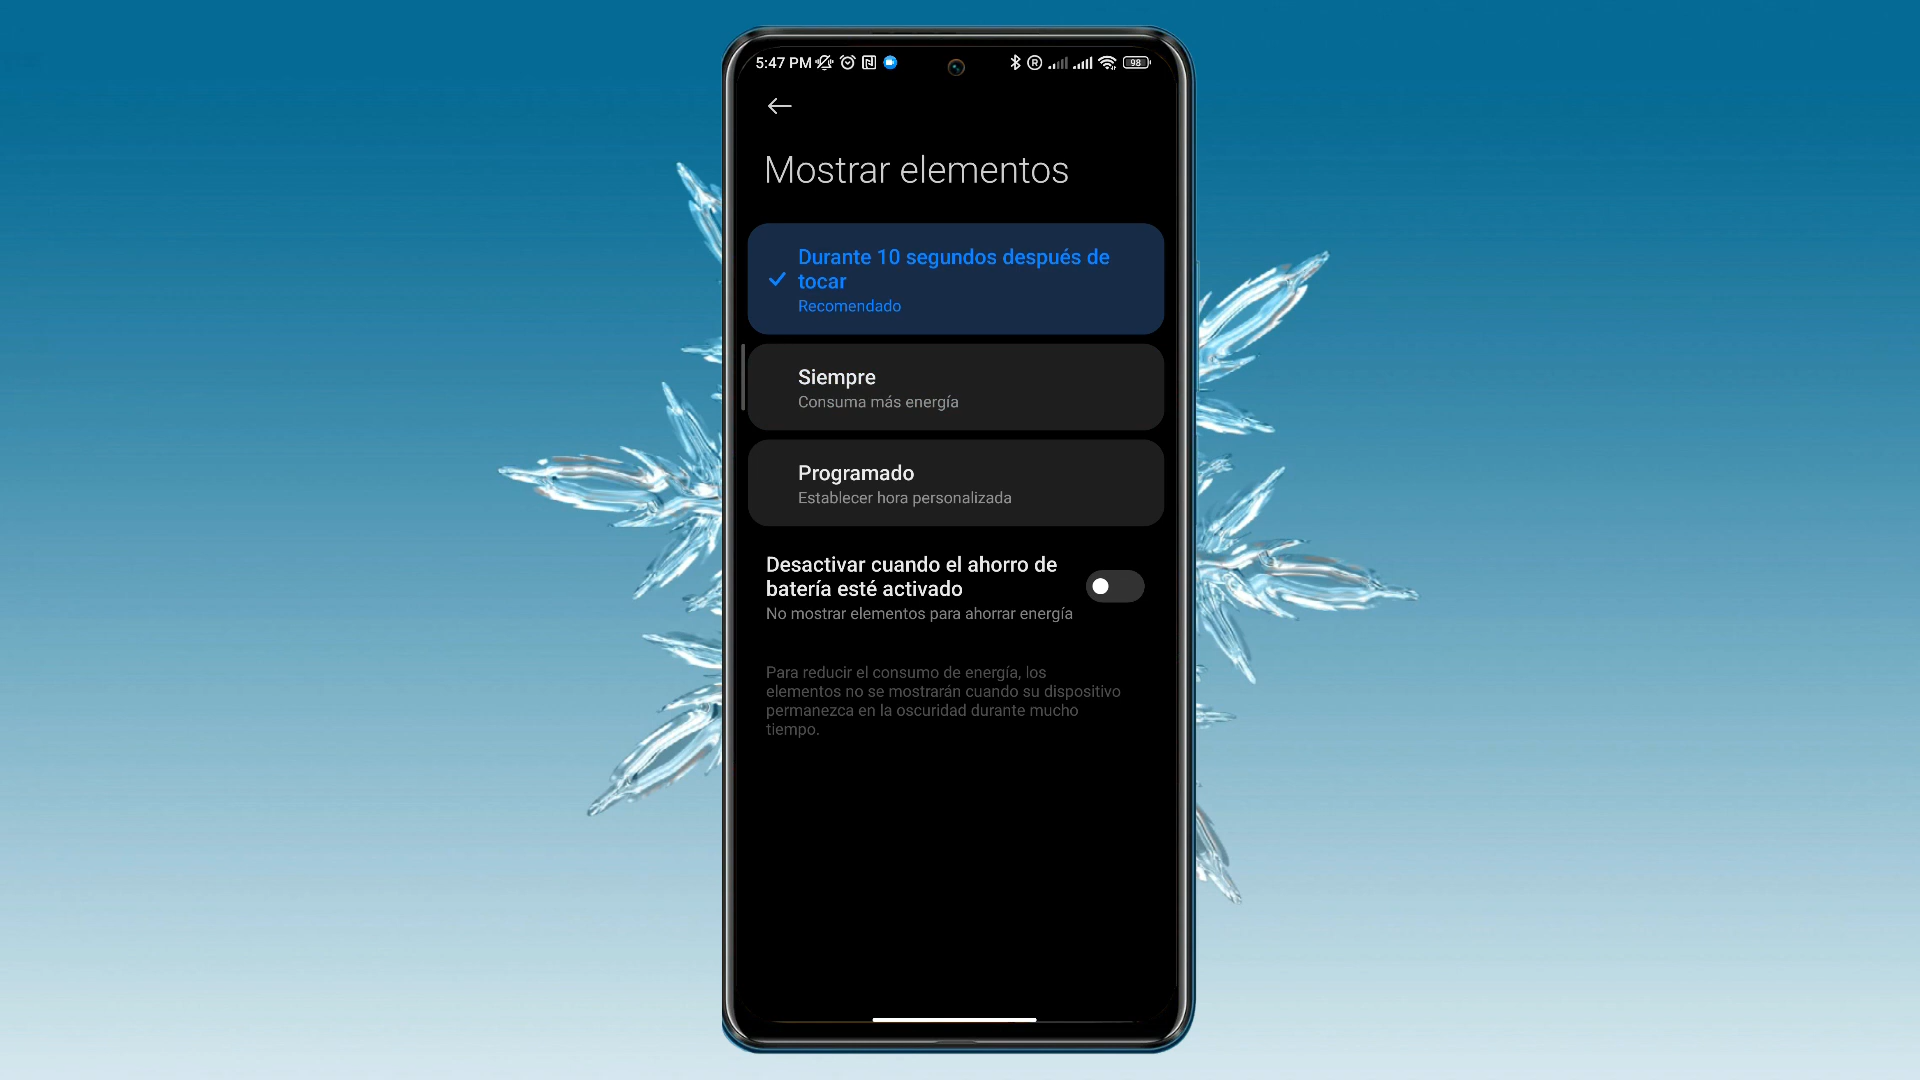 5:47 PM
98
Mostrar elementos
Durante 10 segundos después de
tocar
Recomendado
Siempre
Consuma más energía
Programado
Establecer hora personalizada
Desactivar cuando el ahorro de
batería esté activado
No mostrar elementos para ahorrar energía
Para reducir el consumo de energía, los
elementos no se mostrarán cuando su dispositivo
permanezca en la oscuridad durante mucho
tiempo.